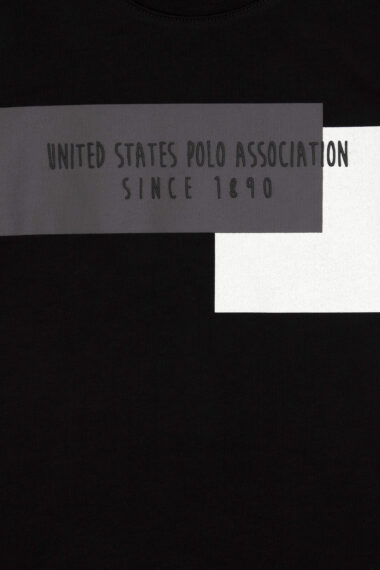 UNITED STATES POLO ASSOCIATION
SINCE 1890